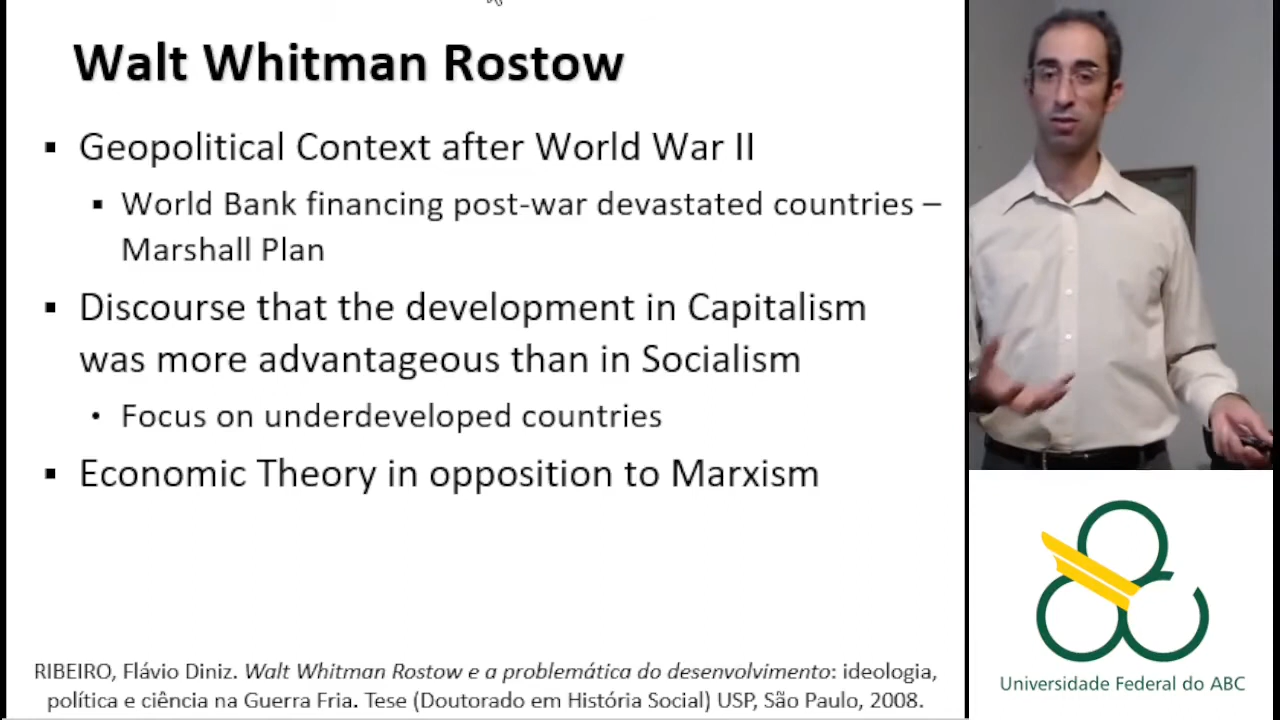 Walt Whitman Rostow
▪ Geopolitical Context after World War II
▪ World Bank financing post-war devastated countries –
Marshall Plan
▪ Discourse that the development in Capitalism
was more advantageous than in Socialism
• Focus on underdeveloped countries
▪ Economic Theory in opposition to Marxism
RIBEIRO, Flávio Diniz. Walt Whitman Rostow e a problemática do desenvolvimento: ideologia,
política e ciência na Guerra Fria. Tese (Doutorado em História Social) USP, São Paulo, 2008.
Universidade Federal do ABC